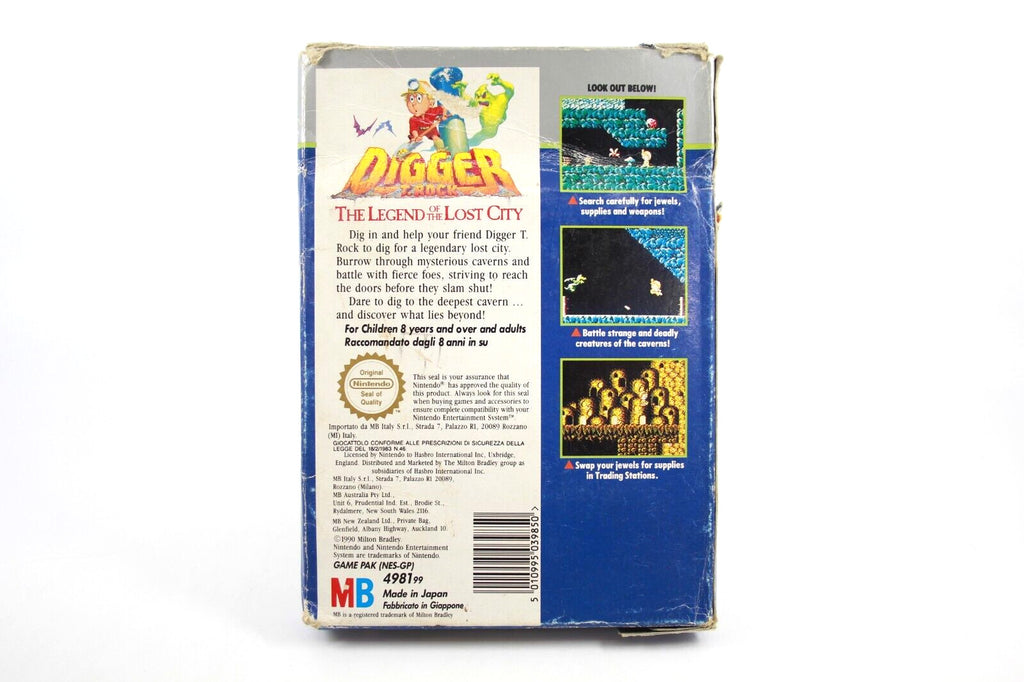 DIGGER
T. ROCK
THE LEGEND OF THE LOST CITY
Dig in and help your friend Digger T.
Rock to dig for a legendary lost city.
Burrow through mysterious caverns and
battle with fierce foes, striving to reach
the doors before they slam shut!
Dare to dig to the deepest cavern ...
and discover what lies beyond!
For Children 8 years and over and adults
Raccomandato dagli 8 anni in su
Original
Nintendo
Seal of
Quality
TM
This seal is your assurance that
Nintendo® has approved the quality of
this product. Always look for this seal
when buying games and accessories to
ensure complete compatibility with your
Nintendo Entertainment System™.
Importato da MB Italy S.r.l., Strada 7, Palazzo R1, 20089 Rozzano
(MI) Italy.
GIOCATTOLO CONFORME ALLE PRESCRIZIONI DI SICUREZZA DELLA
LEGGE DEL 18/2/1983 N.46
Licensed by Nintendo to Hasbro International Inc, Uxbridge,
England. Distributed and Marketed by The Milton Bradley group as
subsidiaries of Hasbro International Inc.
MB Italy S.r.l., Strada 7, Palazzo R1 20089,
Rozzano (Milano).
MB Australia Pty Ltd.,
Unit 6, Prudential Ind. Est., Brodie St.,
Rydalmere, New South Wales 2116.
MB New Zealand Ltd., Private Bag,
Glenfield, Albany Highway, Auckland 10.
©1990 Milton Bradley.
Nintendo and Nintendo Entertainment
System are trademarks of Nintendo.
GAME PAK (NES-GP)
MB
498199
Made in Japan
Fabbricato in Giappone
MB is a registered trademark of Milton Bradley
5 010995 039850 >
LOOK OUT BELOW!
▲ Search carefully for jewels,
supplies and weapons!
▲ Battle strange and deadly
creatures of the caverns!
▲ Swap your jewels for supplies
in Trading Stations.